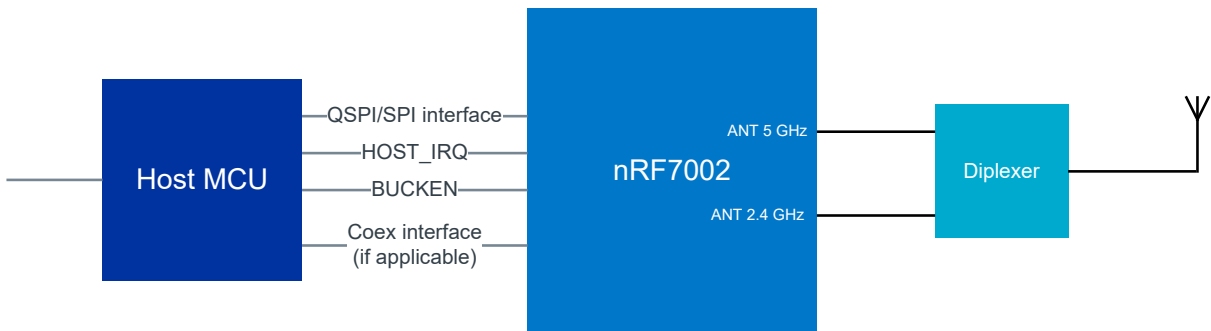 Host MCU
QSPI/SPI interface
HOST_IRQ
BUCKEN
Coex interface
(if applicable)
nRF7002
ANT 5 GHz
ANT 2.4 GHz
Diplexer